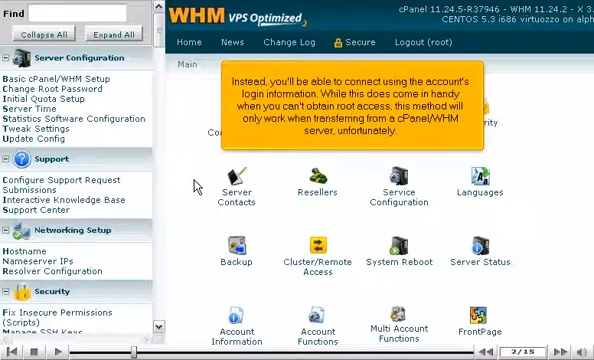 Find
Collapse All
Expand All
WHM VPS Optimized 2
cPanel 11.24.5-R37946 - WHM 11.24.2 - X 3.
CENTOS 5.3 i686 virtuozzo on
Home News Change Log Secure Logout (root)
Main
Instead, you'll be able to connect using the account's
login information. While this does come in handy
when you can't obtain root access, this method will
only work when transferring from a cPanel/WHM
server, unfortunately.
Server Configuration
Basic cPanel/WHM Setup
Change Root Password
Initial Quota Setup
Server Time
Statistics Software Configuration
Tweak Settings
Update Config
Support
Configure Support Request
Submissions
Interactive Knowledge Base
Support Center
Networking Setup
Hostname
Nameserver IPs
Resolver Configuration
Security
Fix Insecure Permissions
(Scripts)
Manage SSH Keys
Server
Contacts
Resellers
Service
Configuration
Languages
Backup
Cluster/Remote
Access
System Reboot
Server Status
Account
Information
Account
Functions
Multi Account
Functions
FrontPage
2/15